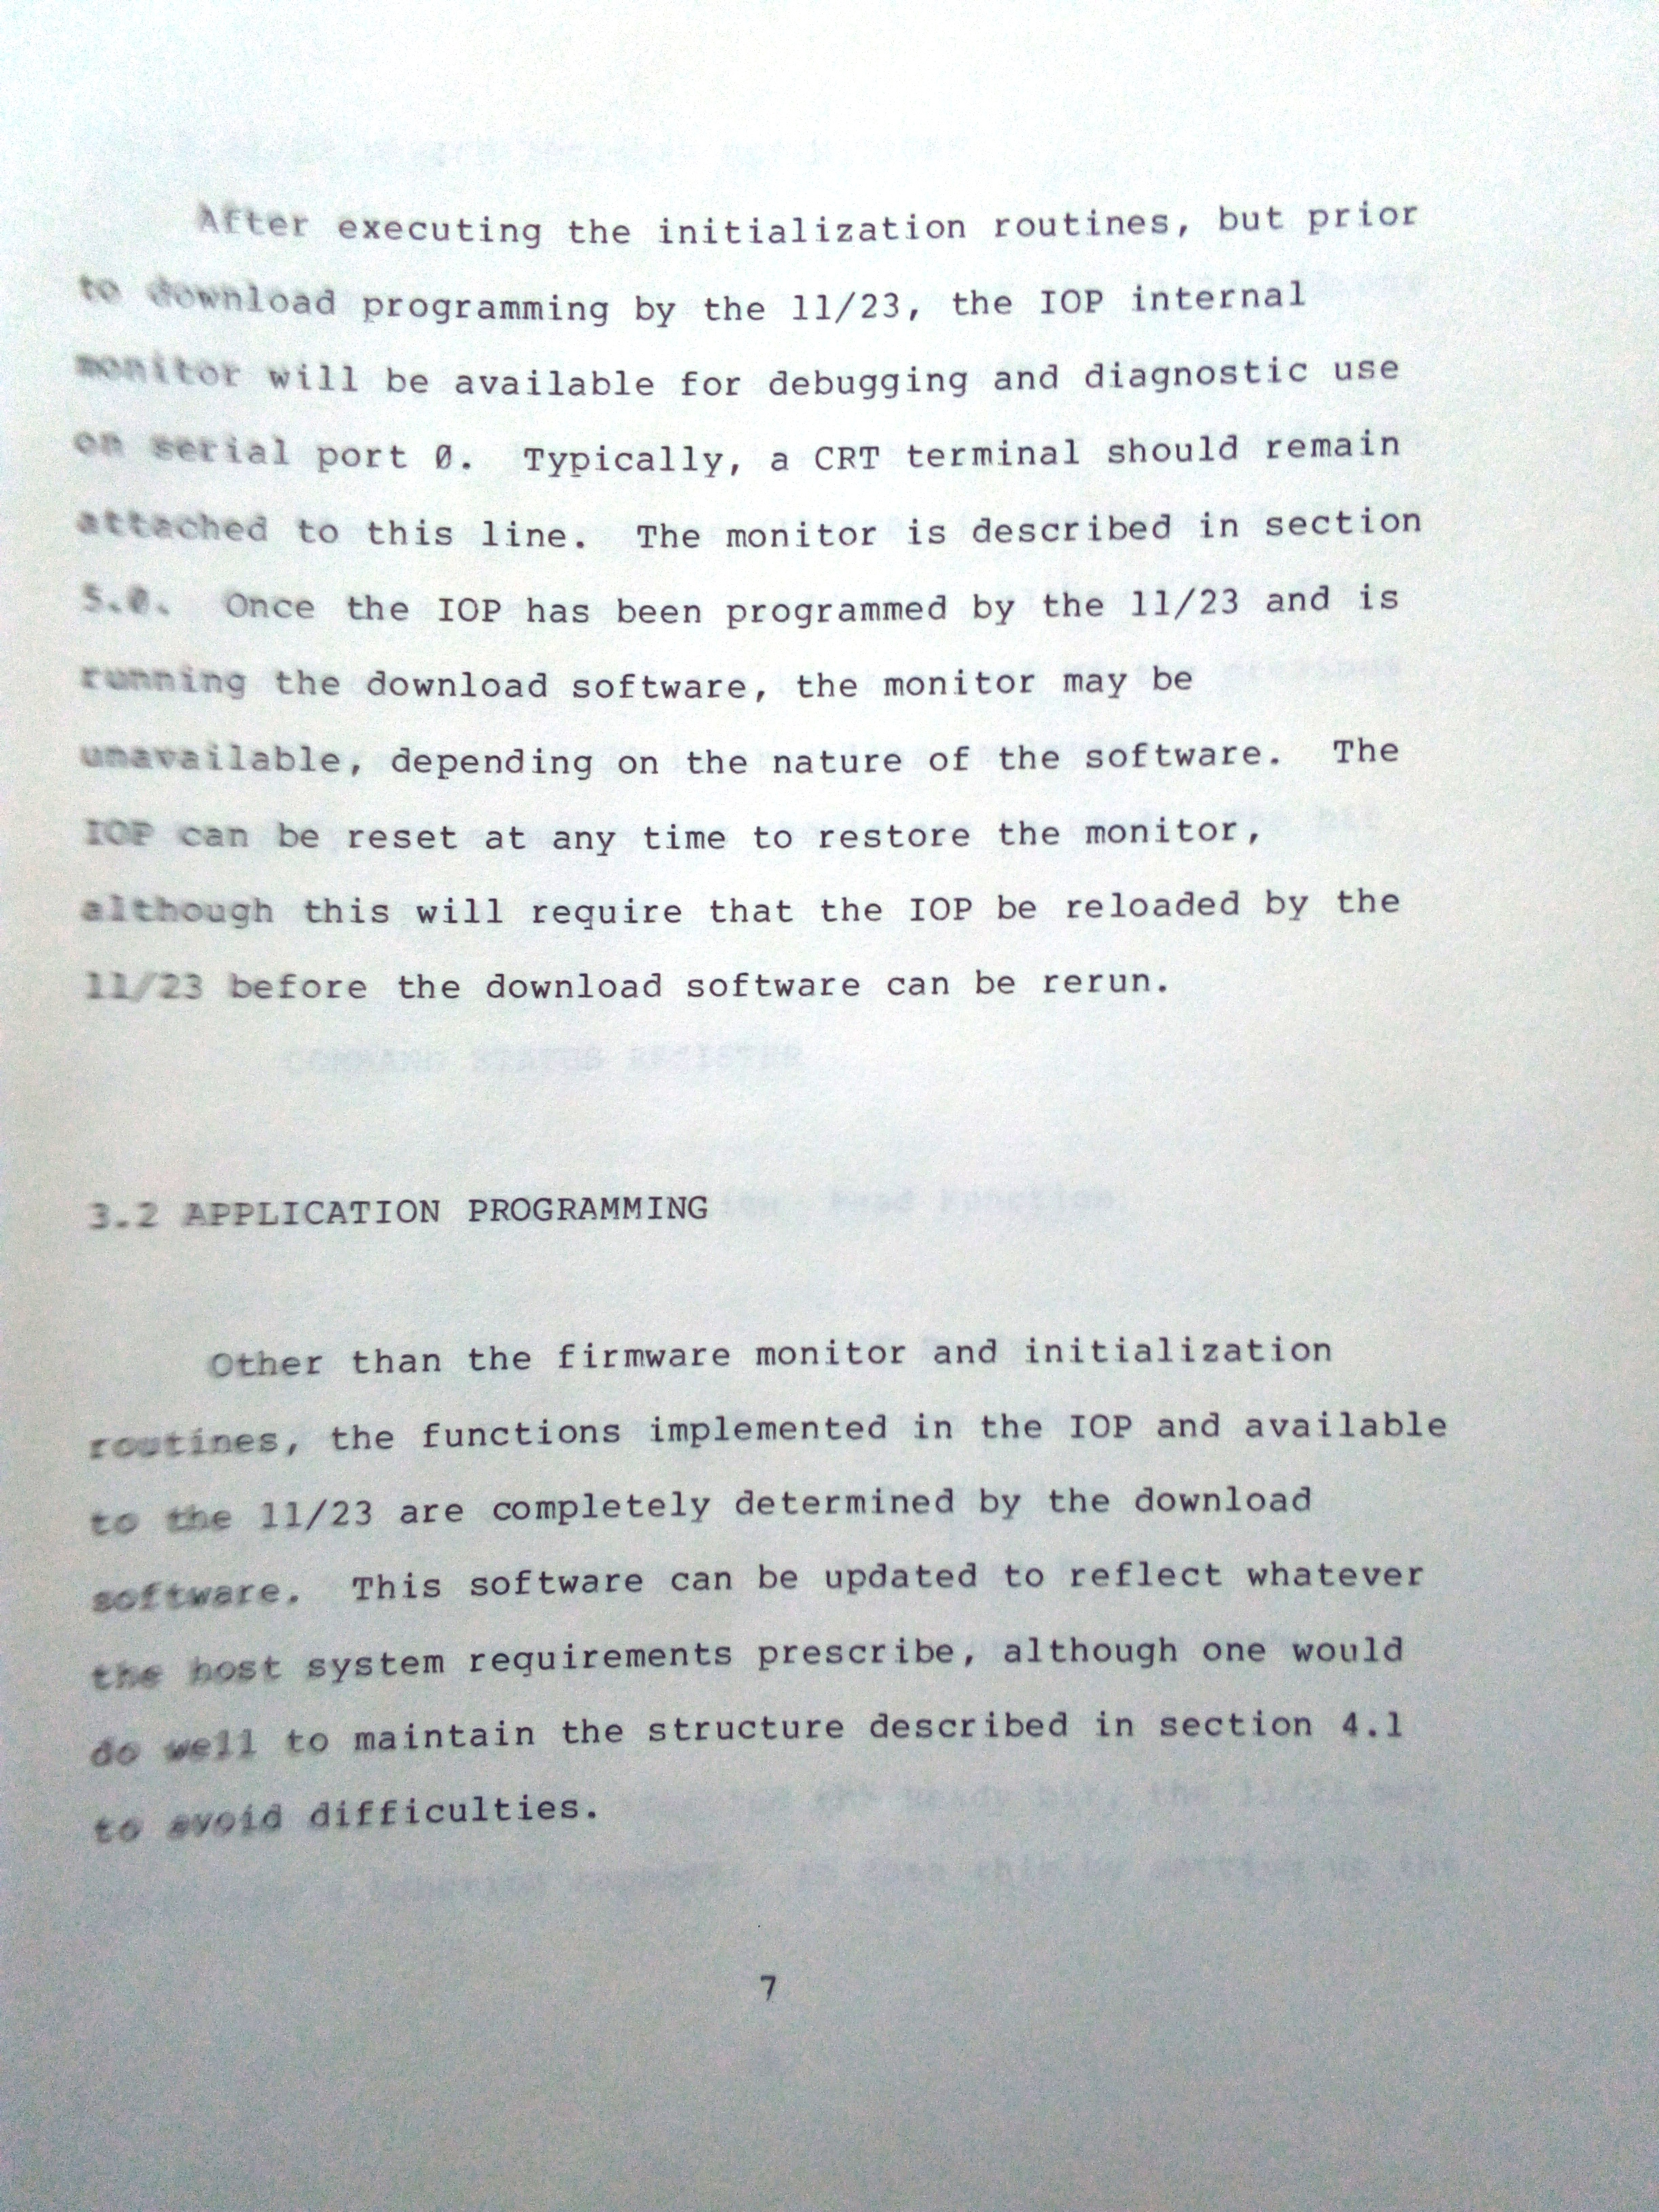 After executing the initialization routines, but prior
to download programming by the 11/23, the IOP internal
monitor will be available for debugging and diagnostic use
on serial port 0.  Typically, a CRT terminal should remain
attached to this line.  The monitor is described in section
5.0.  Once the IOP has been programmed by the 11/23 and is
running the download software, the monitor may be
unavailable, depending on the nature of the software.  The
IOP can be reset at any time to restore the monitor,
although this will require that the IOP be reloaded by the
11/23 before the download software can be rerun.
COMMAND STATUS REGISTER
3.2 APPLICATION PROGRAMMING
Read Function
Other than the firmware monitor and initialization
routines, the functions implemented in the IOP and available
to the 11/23 are completely determined by the download
software.  This software can be updated to reflect whatever
the host system requirements prescribe, although one would
do well to maintain the structure described in section 4.1
to avoid difficulties.
7